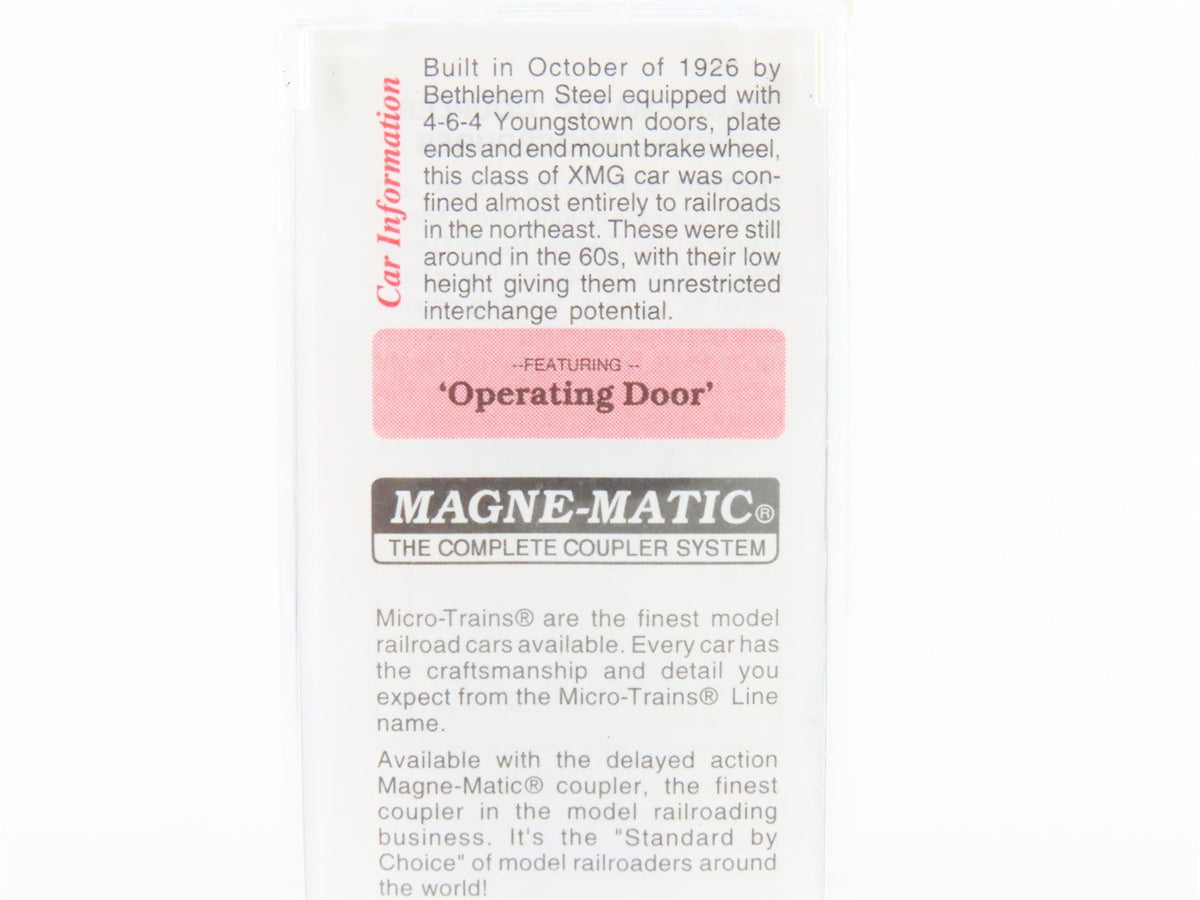 Car Information
Built in October of 1926 by
Bethlehem Steel equipped with
4-6-4 Youngstown doors, plate
ends and end mount brake wheel,
this class of XMG car was con-
fined almost entirely to railroads
in the northeast. These were still
around in the 60s, with their low
height giving them unrestricted
interchange potential.
--FEATURING --
'Operating Door'
MAGNE-MATIC®
THE COMPLETE COUPLER SYSTEM
Micro-Trains® are the finest model
railroad cars available. Every car has
the craftsmanship and detail you
expect from the Micro-Trains® Line
name.
Available with the delayed action
Magne-Matic® coupler, the finest
coupler in the model railroading
business. It's the "Standard by
Choice" of model railroaders around
the world!